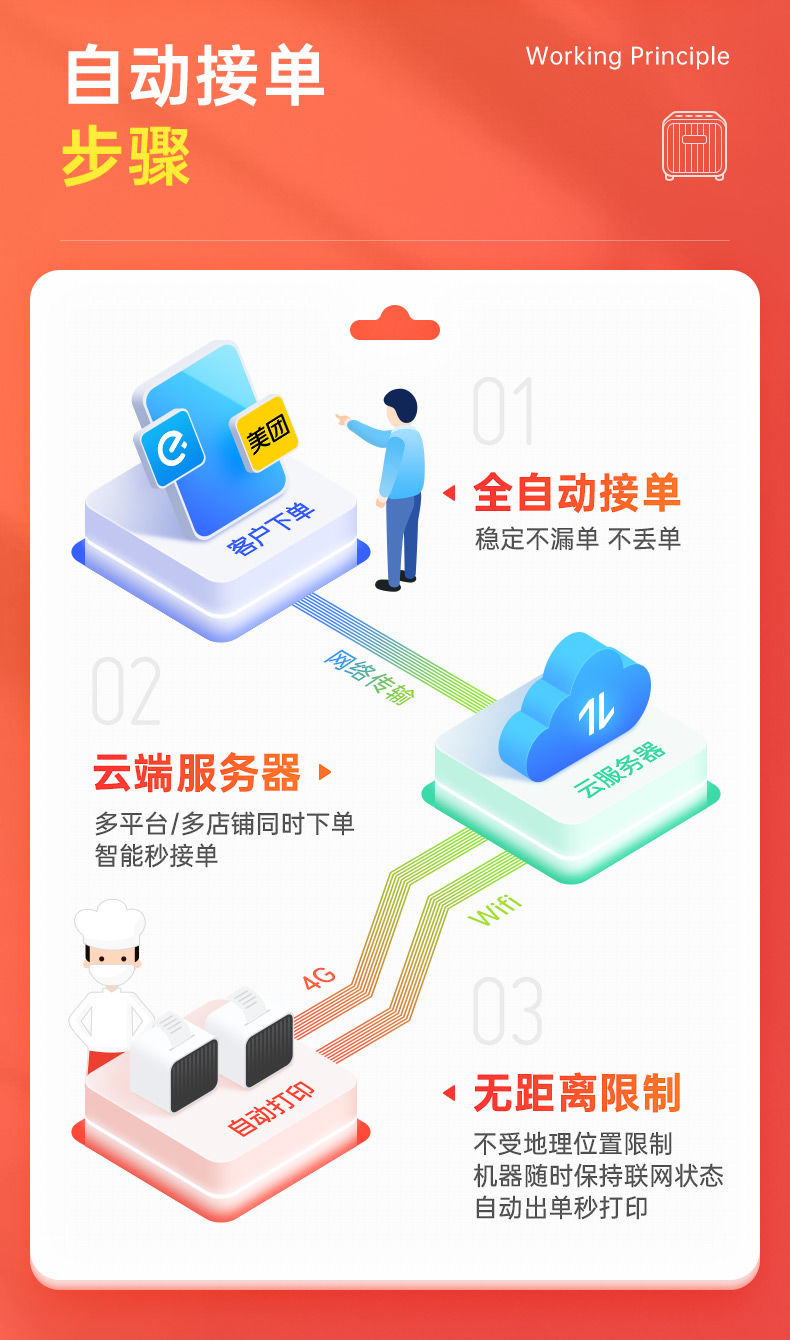 自动接单
步骤
Working Principle
美团
客户下单
01
全自动接单
稳定不漏单 不丢单
网络传输
02
云端服务器
多平台/多店铺同时下单
智能秒接单
云服务器
Wifi
4G
自动打印
03
无距离限制
不受地理位置限制
机器随时保持联网状态
自动出单秒打印